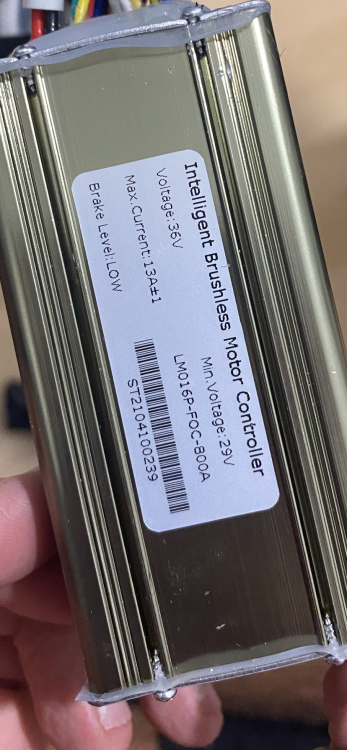 Intelligent Brushless Motor Controller
Voltage:36V
Min.Voltage:29V
Max.Current:13A±1
LM016P-FOC-800A
Brake Level:LOW
ST2104100239